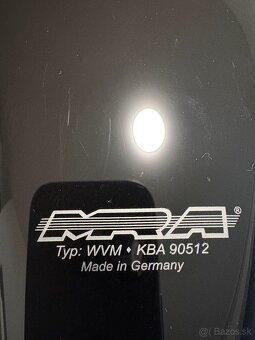 MRA®
Typ: WVM • KBA 90512
Made in Germany
Bazos.sk